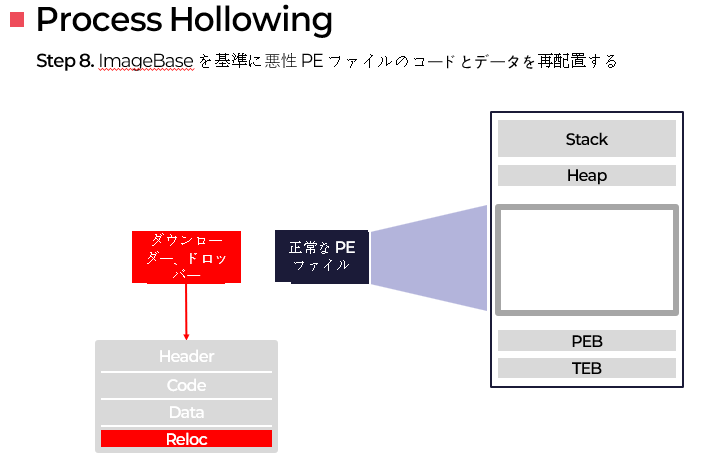 Process Hollowing
Step 8. ImageBase を基準に悪性 PE ファイルのコードとデータを再配置する
Stack
Heap
ダウンロー
ダー、ドロッ
パー
正常な PE
ファイル
PEB
TEB
Header
Code
Data
Reloc